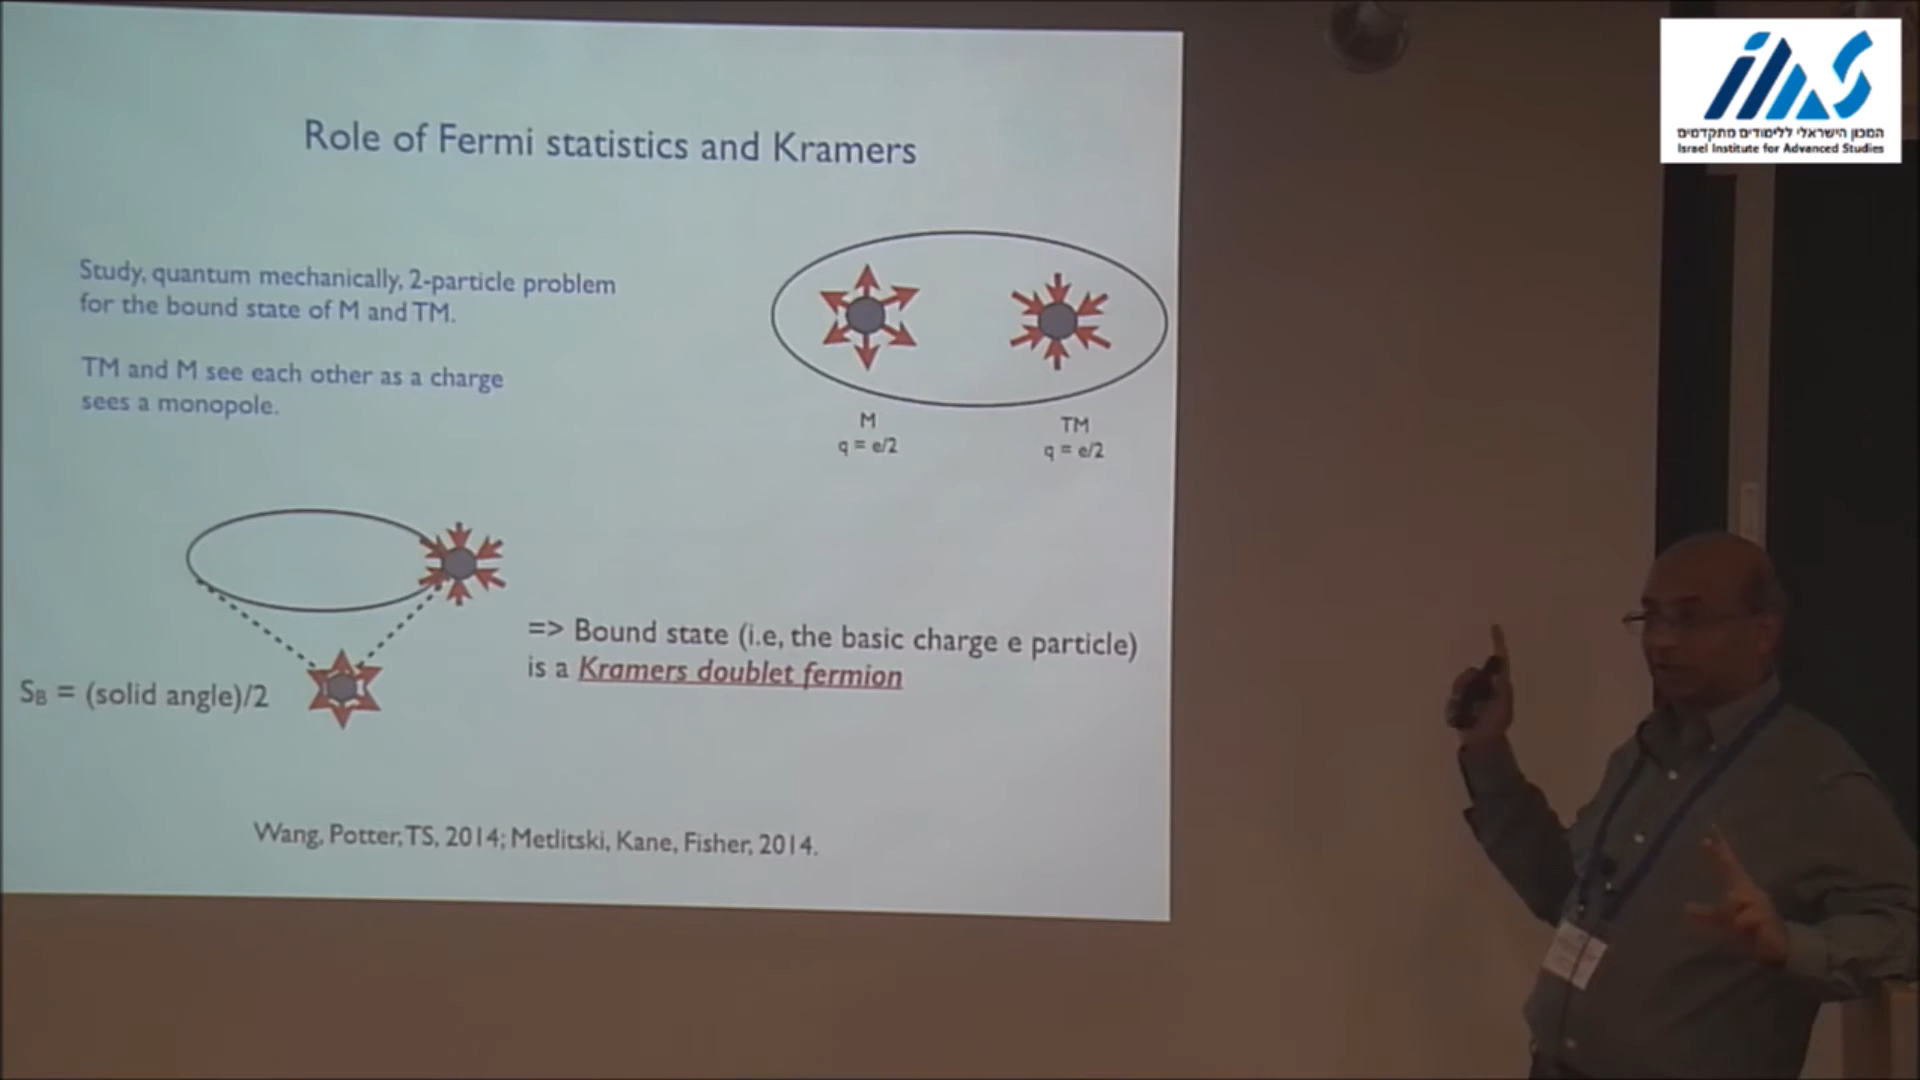 המכון הישראלי ללימודים מתקדמים
Israel Institute for Advanced Studies
Role of Fermi statistics and Kramers
Study, quantum mechanically, 2-particle problem
for the bound state of M and TM.
TM and M see each other as a charge
sees a monopole.
M
q = e/2
TM
q = e/2
=> Bound state (i.e, the basic charge e particle)
is a Kramers doublet fermion
S_B = (solid angle)/2
Wang, Potter, TS, 2014; Metlitski, Kane, Fisher, 2014.